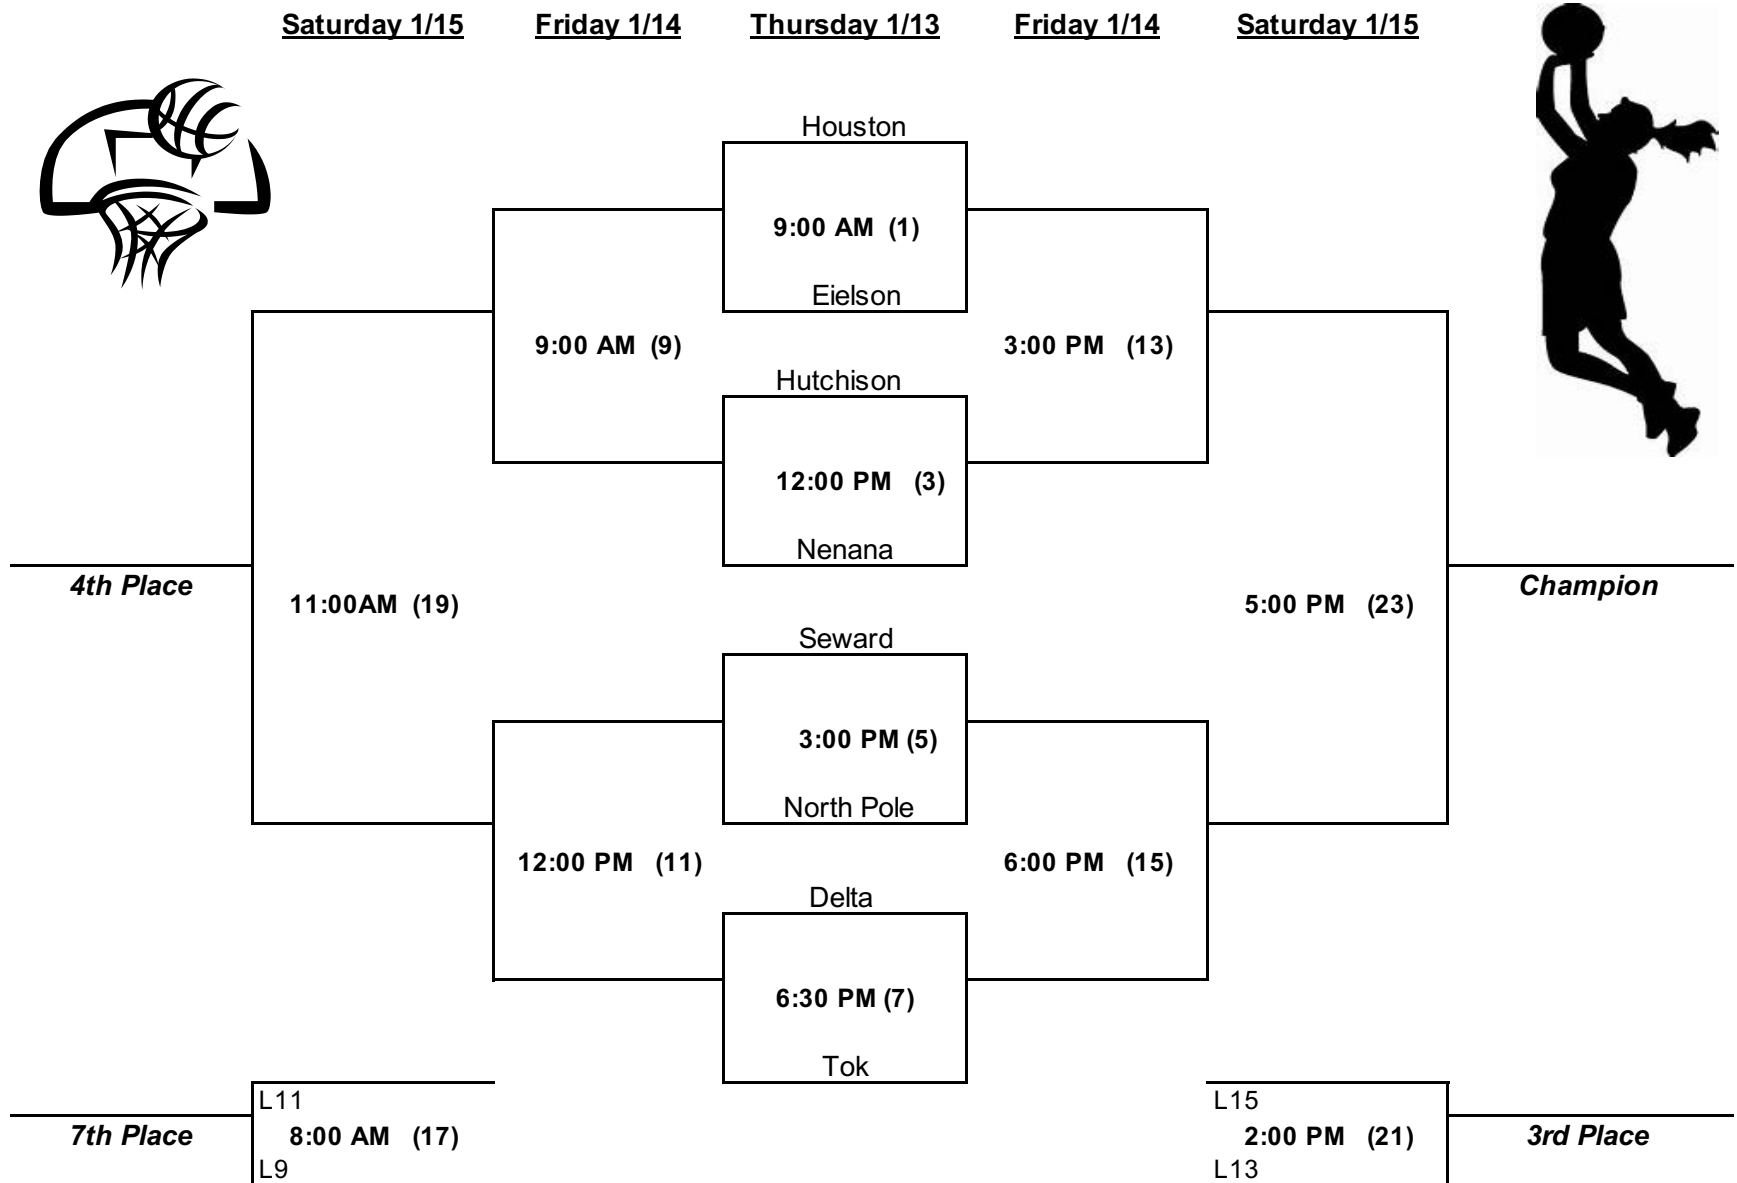 Saturday 1/15 Friday 1/14 Thursday 1/13 Friday 1/14 Saturday 1/15
Houston
9:00 AM (1)
Eielson
9:00 AM (9) 3:00 PM (13)
Hutchison
12:00 PM (3)
Nenana
4th Place Champion
11:00AM (19) 5:00 PM (23)
Seward
3:00 PM (5)
North Pole
12:00 PM (11) 6:00 PM (15)
Delta
6:30 PM (7)
Tok
L11 L15
7th Place 8:00 AM (17) 2:00 PM (21) 3rd Place
L9 L13